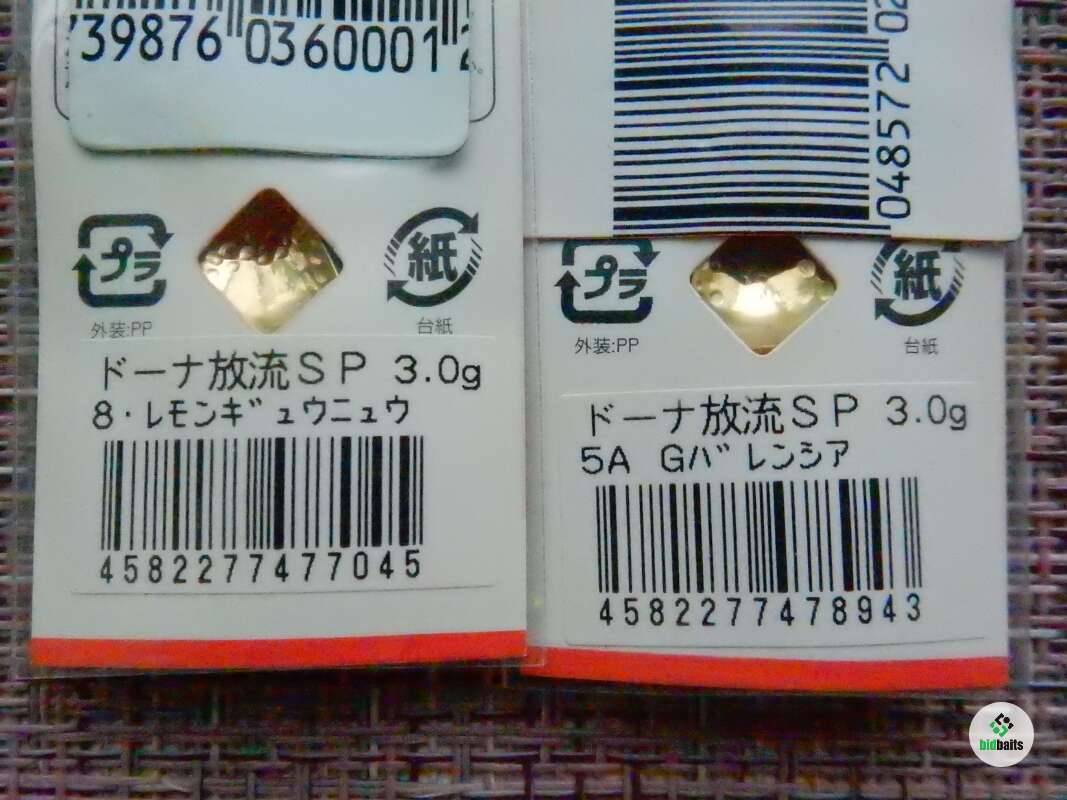 39876 0360001
プラ
紙
外装:PP
台紙
ドーナ放流SP 3.0g
8・レモンギュウニュウ
4582277477045
048572 02
プラ
紙
外装:PP
台紙
ドーナ放流SP 3.0g
5A Gバレンシア
4582277478943
bidbaits